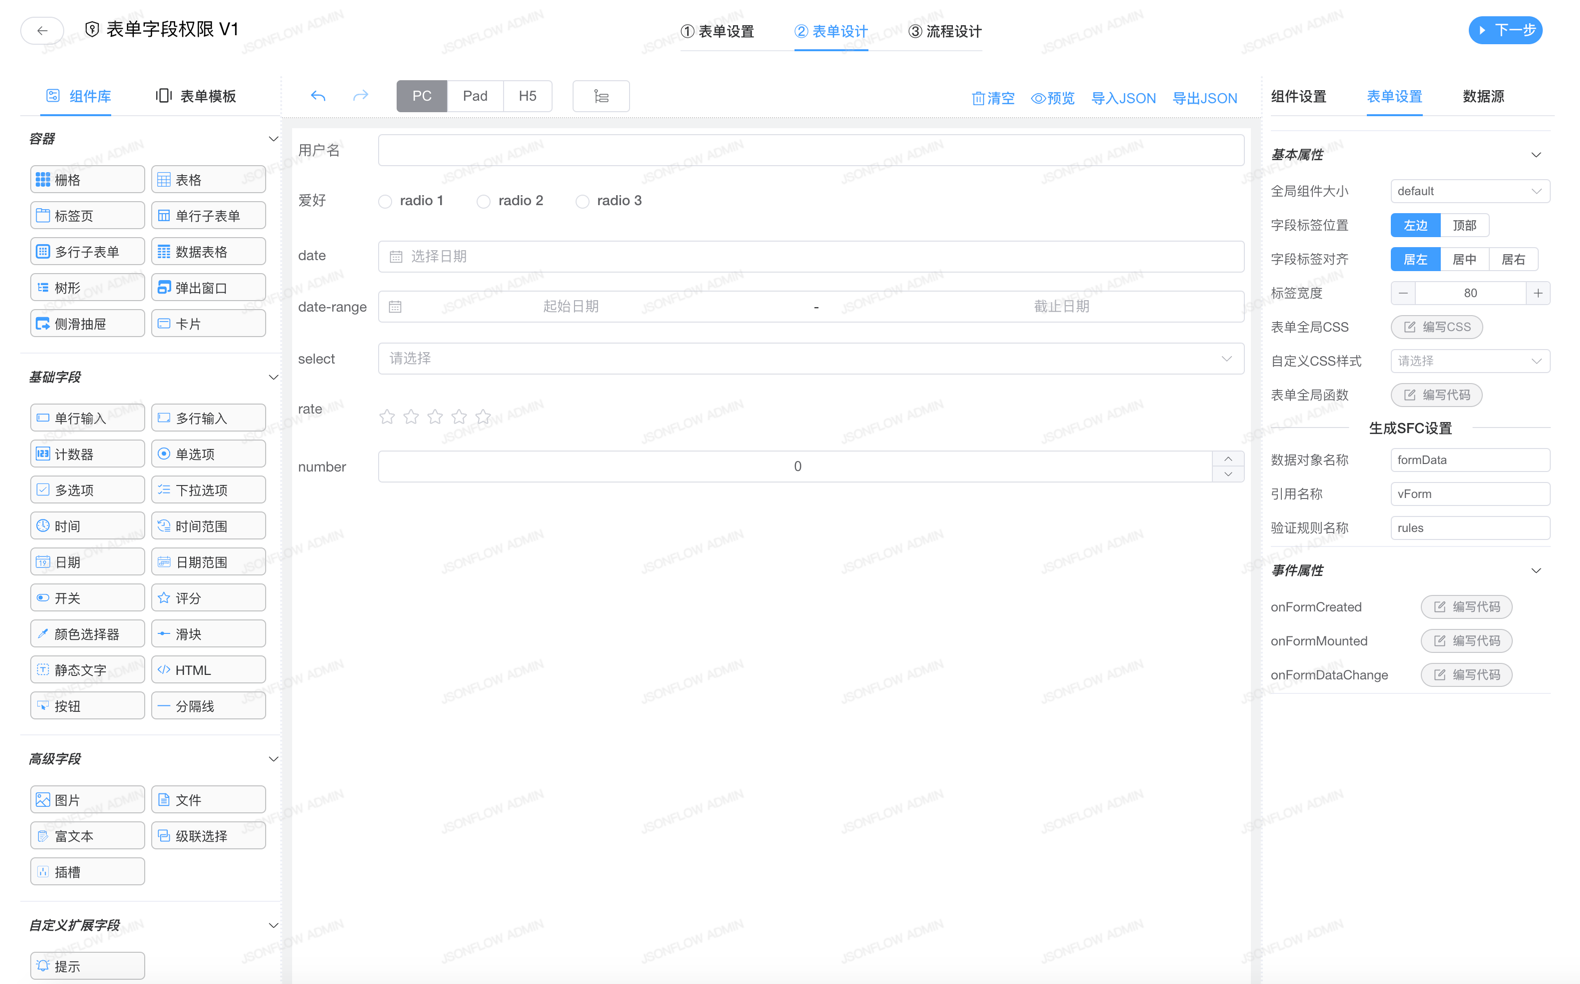 表单字段权限 V1
① 表单设置
② 表单设计
③ 流程设计
下一步
组件库
表单模板
PC
Pad
H5
清空
预览
导入JSON
导出JSON
组件设置
表单设置
数据源
容器
栅格
表格
标签页
单行子表单
多行子表单
数据表格
树形
弹出窗口
侧滑抽屉
卡片
基础字段
单行输入
多行输入
计数器
单选项
多选项
下拉选项
时间
时间范围
日期
日期范围
开关
评分
颜色选择器
滑块
静态文字
HTML
按钮
分隔线
高级字段
图片
文件
富文本
级联选择
插槽
自定义扩展字段
提示
用户名
爱好
radio 1
radio 2
radio 3
date
选择日期
date-range
起始日期
-
截止日期
select
请选择
rate
number
0
基本属性
全局组件大小
default
字段标签位置
左边
顶部
字段标签对齐
居左
居中
居右
标签宽度
80
表单全局CSS
编写CSS
自定义CSS样式
请选择
表单全局函数
编写代码
生成SFC设置
数据对象名称
formData
引用名称
vForm
验证规则名称
rules
事件属性
onFormCreated
编写代码
onFormMounted
编写代码
onFormDataChange
编写代码
JSONFLOW ADMIN